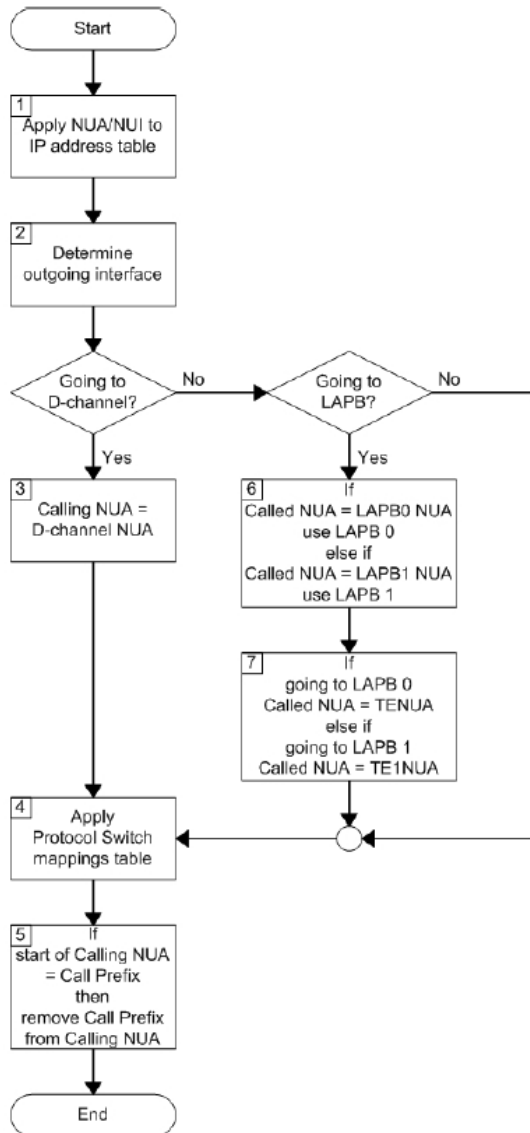 Start
1
Apply NUA/NUI to
IP address table
2
Determine
outgoing interface
Going to
D-channel?
No
Going to
LAPB?
No
Yes
Yes
3
Calling NUA =
D-channel NUA
6
If
Called NUA = LAPB0 NUA
use LAPB 0
else if
Called NUA = LAPB1 NUA
use LAPB 1
7
If
going to LAPB 0
Called NUA = TENUA
else if
going to LAPB 1
Called NUA = TE1NUA
4
Apply
Protocol Switch
mappings table
5
If
start of Calling NUA
= Call Prefix
then
remove Call Prefix
from Calling NUA
End